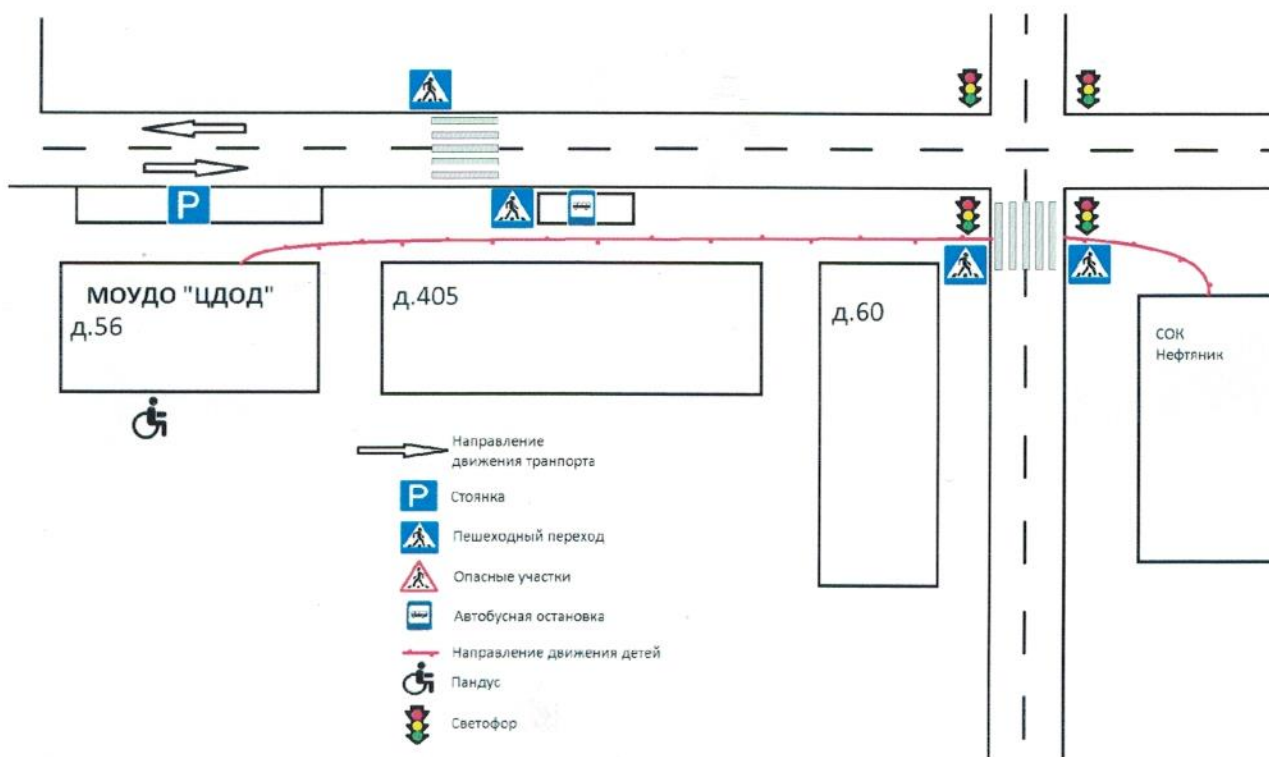 P
МОУДО "ЦДОД"
д.56
д.405
д.60
СОК
Нефтяник
Направление
движения транпорта
P
Стоянка
Пешеходный переход
Опасные участки
Автобусная остановка
Направление движения детей
Пандус
Светофор